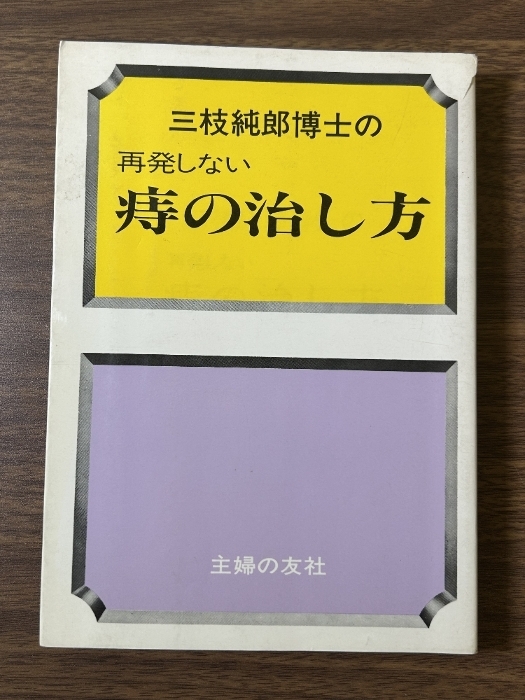 三枝純郎博士の
再発しない
痔の治し方
主婦の友社